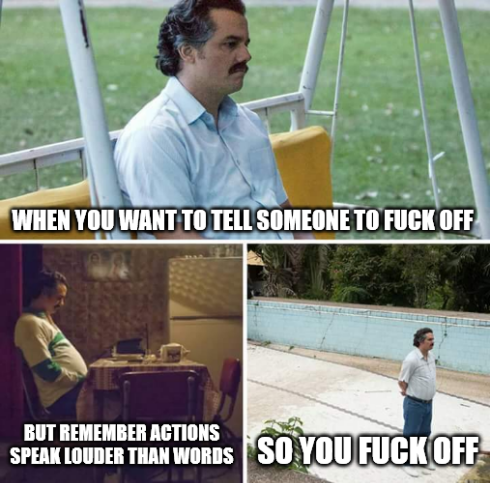 WHEN YOU WANT TO TELL SOMEONE TO FUCK OFF
BUT REMEMBER ACTIONS
SPEAK LOUDER THAN WORDS
SO YOU FUCK OFF